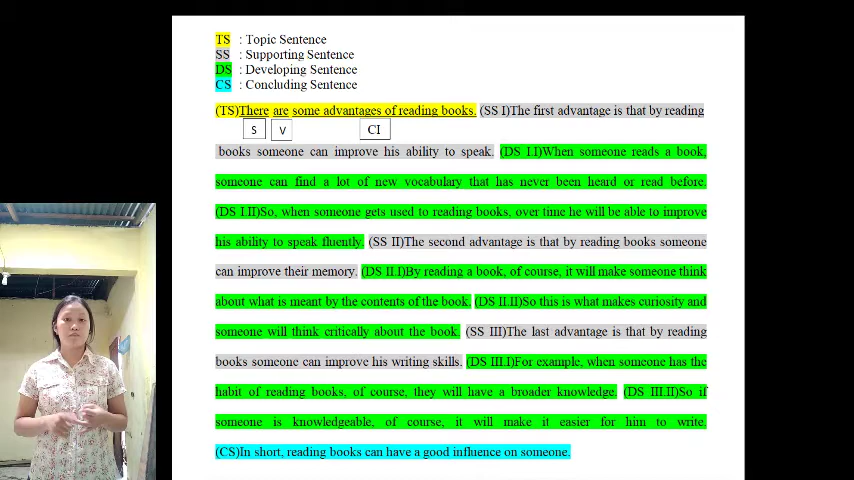 TS : Topic Sentence
SS : Supporting Sentence
DS : Developing Sentence
CS : Concluding Sentence
(TS)There are some advantages of reading books. (SS I)The first advantage is that by reading
S V CI
books someone can improve his ability to speak. (DS I.I)When someone reads a book,
someone can find a lot of new vocabulary that has never been heard or read before.
(DS I.II)So, when someone gets used to reading books, over time he will be able to improve
his ability to speak fluently. (SS II)The second advantage is that by reading books someone
can improve their memory. (DS II.I)By reading a book, of course, it will make someone think
about what is meant by the contents of the book. (DS II.II)So this is what makes curiosity and
someone will think critically about the book. (SS III)The last advantage is that by reading
books someone can improve his writing skills. (DS III.I)For example, when someone has the
habit of reading books, of course, they will have a broader knowledge. (DS III.II)So if
someone is knowledgeable, of course, it will make it easier for him to write.
(CS)In short, reading books can have a good influence on someone.